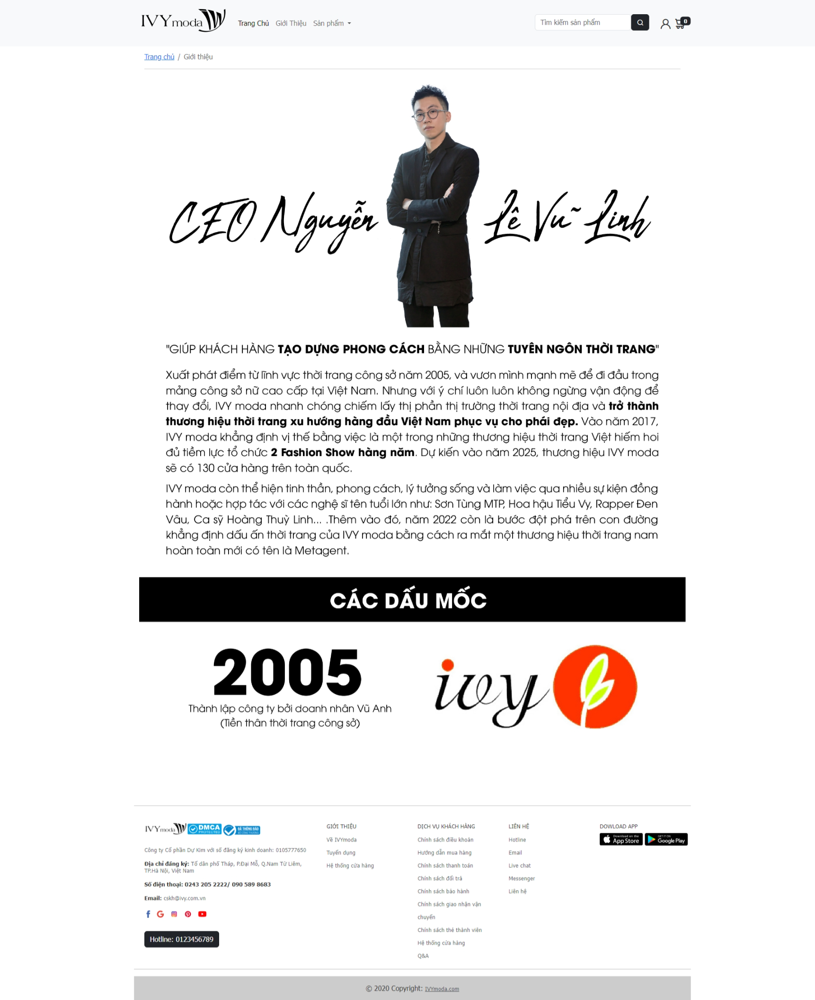 IVY moda
Trang Chủ Giới Thiệu Sản phẩm
Tìm kiếm sản phẩm
0
Trang chủ / Giới thiệu
CEO Nguyễn Lê Vũ Linh
"GIÚP KHÁCH HÀNG TẠO DỰNG PHONG CÁCH BẰNG NHỮNG TUYÊN NGÔN THỜI TRANG"
Xuất phát điểm từ lĩnh vực thời trang công sở năm 2005, và vươn mình mạnh mẽ để đi đầu trong
mảng công sở nữ cao cấp tại Việt Nam. Nhưng với ý chí luôn luôn không ngừng vận động để
thay đổi, IVY moda nhanh chóng chiếm lấy thị phần thị trường thời trang nội địa và trở thành
thương hiệu thời trang xu hướng hàng đầu Việt Nam phục vụ cho phái đẹp. Vào năm 2017,
IVY moda khẳng định vị thế bằng việc là một trong những thương hiệu thời trang Việt hiếm hoi
đủ tiềm lực tổ chức 2 Fashion Show hàng năm. Dự kiến vào năm 2025, thương hiệu IVY moda
sẽ có 130 cửa hàng trên toàn quốc.
IVY moda còn thể hiện tinh thần, phong cách, lý tưởng sống và làm việc qua nhiều sự kiện đồng
hành hoặc hợp tác với các nghệ sĩ tên tuổi lớn như: Sơn Tùng MTP, Hoa hậu Tiểu Vy, Rapper Đen
Vâu, Ca sỹ Hoàng Thuỳ Linh... .Thêm vào đó, năm 2022 còn là bước đột phá trên con đường
khẳng định dấu ấn thời trang của IVY moda bằng cách ra mắt một thương hiệu thời trang nam
hoàn toàn mới có tên là Metagent.
CÁC DẤU MỐC
2005
Thành lập công ty bởi doanh nhân Vũ Anh
(Tiền thân thời trang công sở)
ivy
IVY moda DMCA PROTECTED ĐÃ THÔNG BÁO BỘ CÔNG THƯƠNG
Công ty Cổ phần Dự Kim với số đăng ký kinh doanh: 0105777650
Địa chỉ đăng ký: Tổ dân phố Tháp, P.Đại Mỗ, Q.Nam Từ Liêm,
TP.Hà Nội, Việt Nam
Số điện thoại: 0243 205 2222/ 090 589 8683
Email: cskh@ivy.com.vn
Hotline: 0123456789
GIỚI THIỆU
Về IVYmoda
Tuyển dụng
Hệ thống cửa hàng
DỊCH VỤ KHÁCH HÀNG
Chính sách điều khoản
Hướng dẫn mua hàng
Chính sách thanh toán
Chính sách đổi trả
Chính sách bảo hành
Chính sách giao nhận vận
chuyển
Chính sách thẻ thành viên
Hệ thống cửa hàng
Q&A
LIÊN HỆ
Hotline
Email
Live chat
Messenger
Liên hệ
DOWLOAD APP
Download on the App Store GET IT ON Google Play
© 2020 Copyright: IVYmoda.com